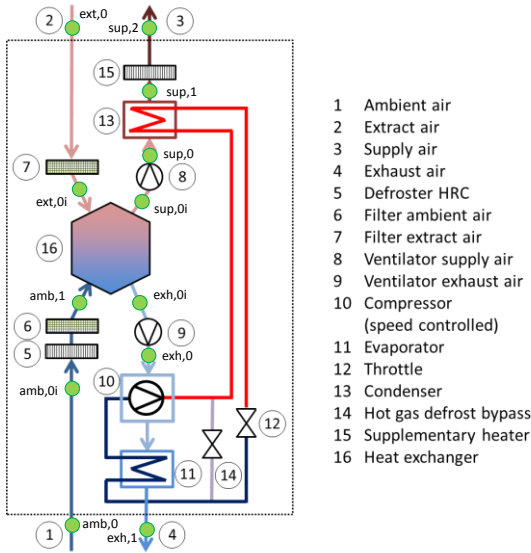 2
ext,0
sup,2
3
15
sup,1
13
sup,0
7
8
ext,0i
sup,0i
16
amb,1
exh,0i
6
9
5
exh,0
amb,0i
10
12
11
14
1
amb,0
exh,1
4
1 Ambient air
2 Extract air
3 Supply air
4 Exhaust air
5 Defroster HRC
6 Filter ambient air
7 Filter extract air
8 Ventilator supply air
9 Ventilator exhaust air
10 Compressor
(speed controlled)
11 Evaporator
12 Throttle
13 Condenser
14 Hot gas defrost bypass
15 Supplementary heater
16 Heat exchanger